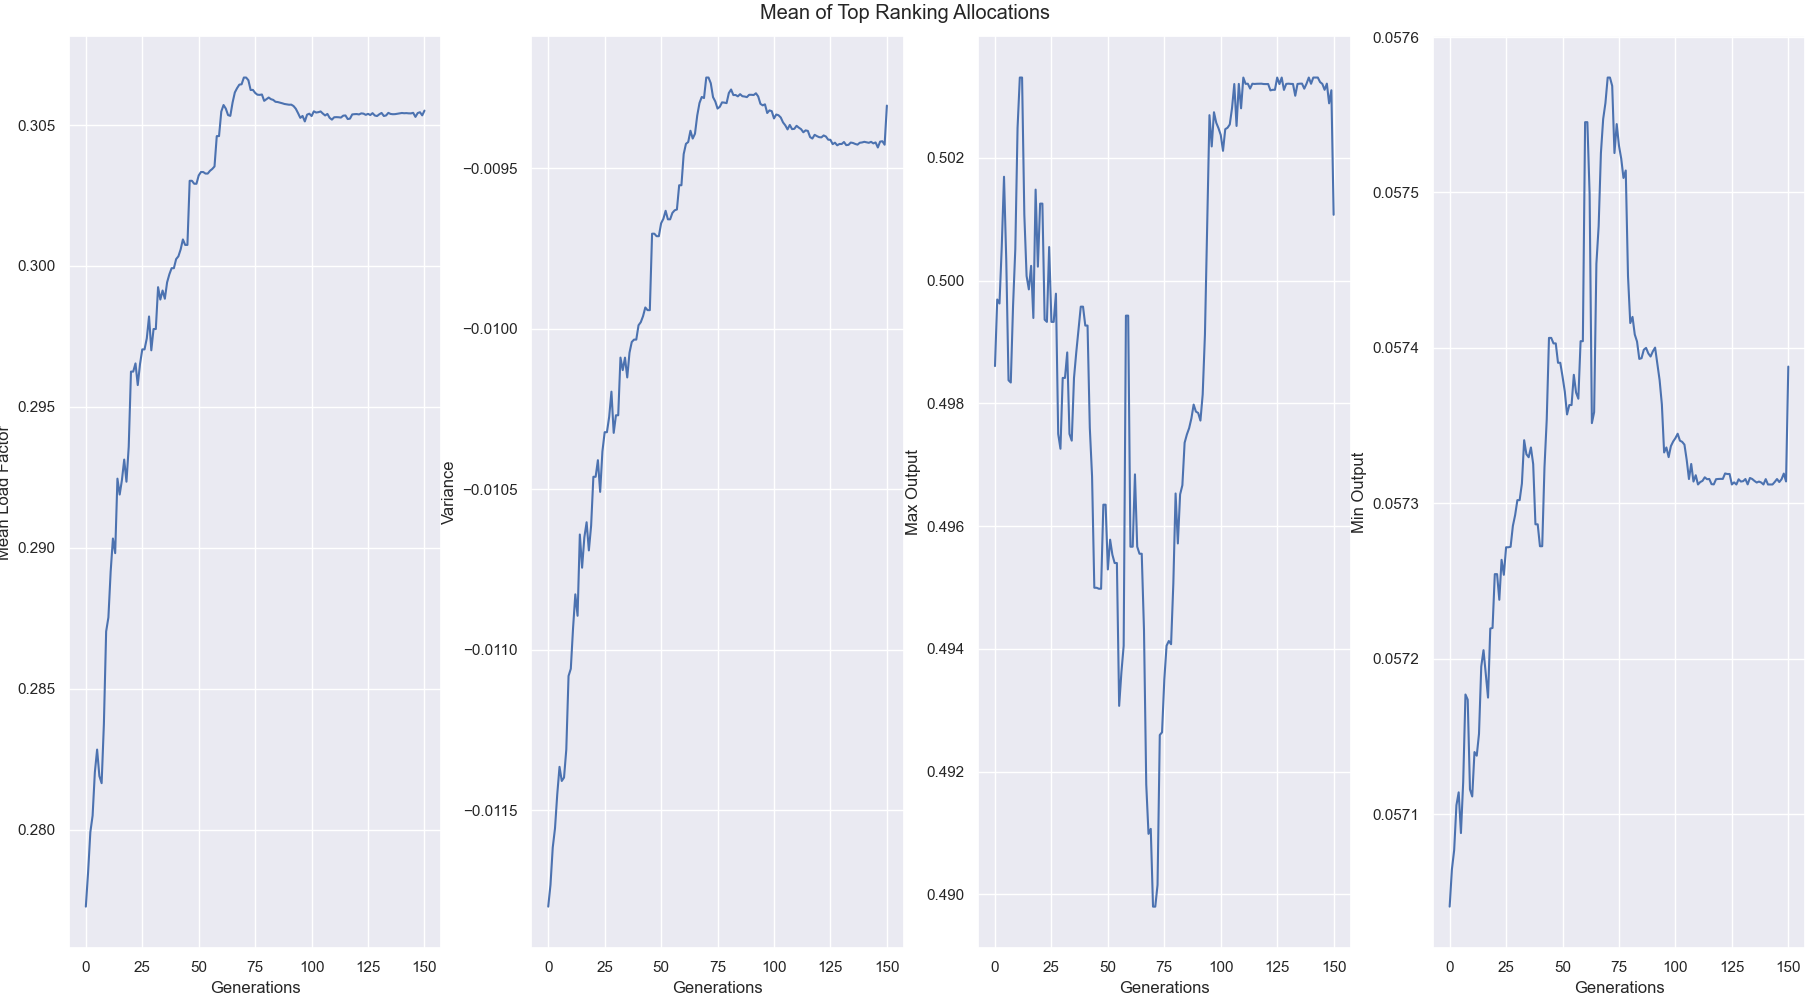 Mean of Top Ranking Allocations
Mean Load Factor
0.305
0.300
0.295
0.290
0.285
0.280
0 25 50 75 100 125 150
Generations
Variance
−0.0095
−0.0100
−0.0105
−0.0110
−0.0115
0 25 50 75 100 125 150
Generations
Max Output
0.502
0.500
0.498
0.496
0.494
0.492
0.490
0 25 50 75 100 125 150
Generations
Min Output
0.0576
0.0575
0.0574
0.0573
0.0572
0.0571
0 25 50 75 100 125 150
Generations